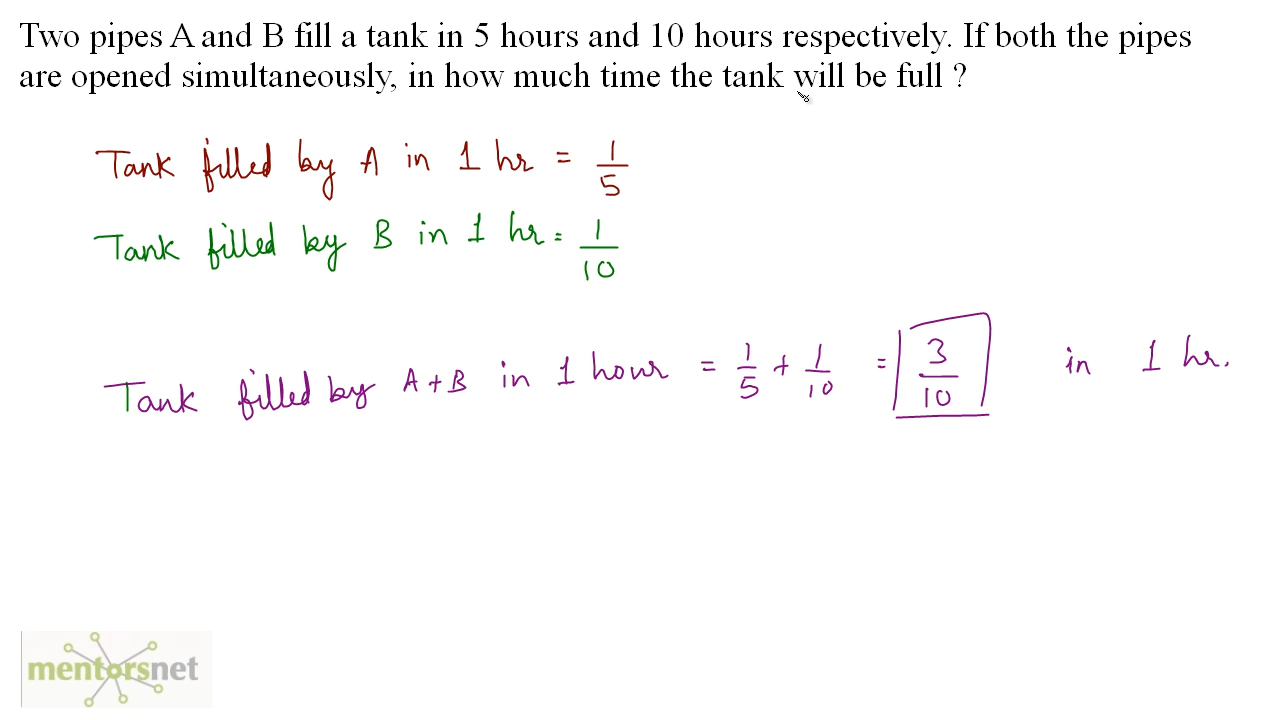 Two pipes A and B fill a tank in 5 hours and 10 hours respectively. If both the pipes
are opened simultaneously, in how much time the tank will be full ?
Tank filled by A in 1 hr = 1/5
Tank filled by B in 1 hr = 1/10
Tank filled by A + B in 1 hour = 1/5 + 1/10 = 3/10 in 1 hr.
mentorsnet